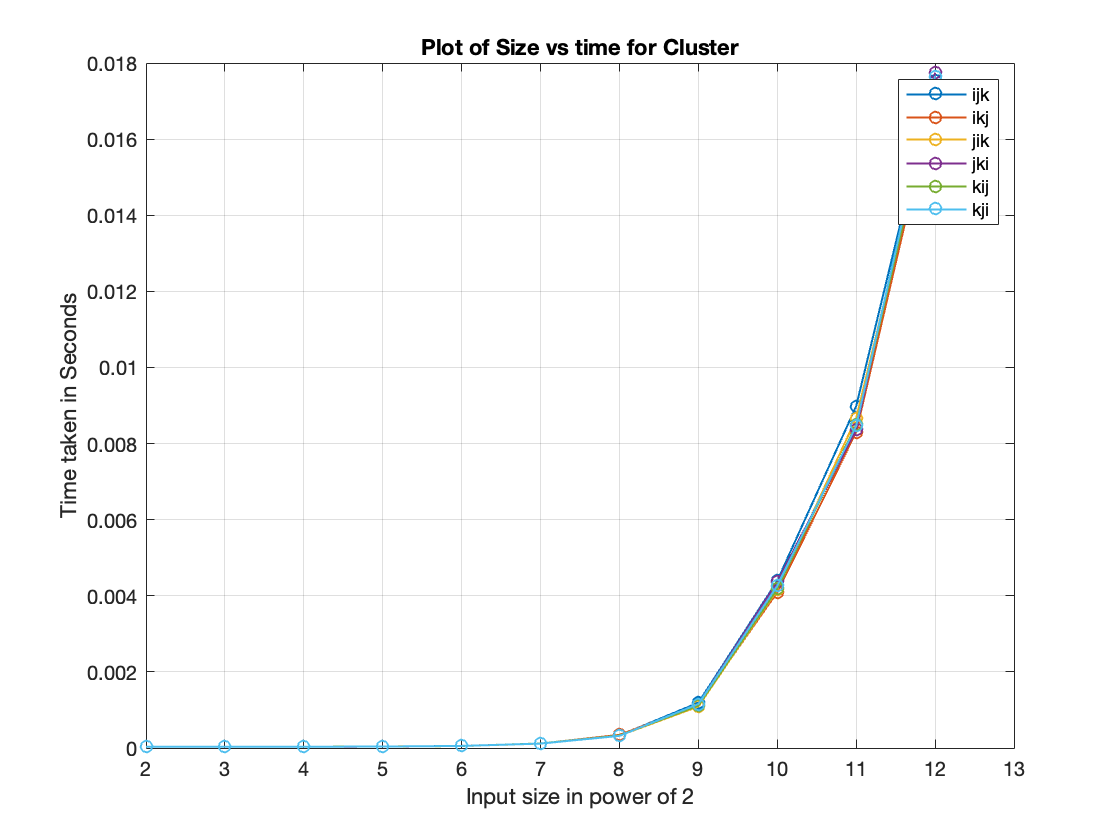 Plot of Size vs time for Cluster
0.018
0.016
0.014
0.012
0.01
0.008
0.006
0.004
0.002
0
Time taken in Seconds
ijk
ikj
jik
jki
kij
kji
2 3 4 5 6 7 8 9 10 11 12 13
Input size in power of 2